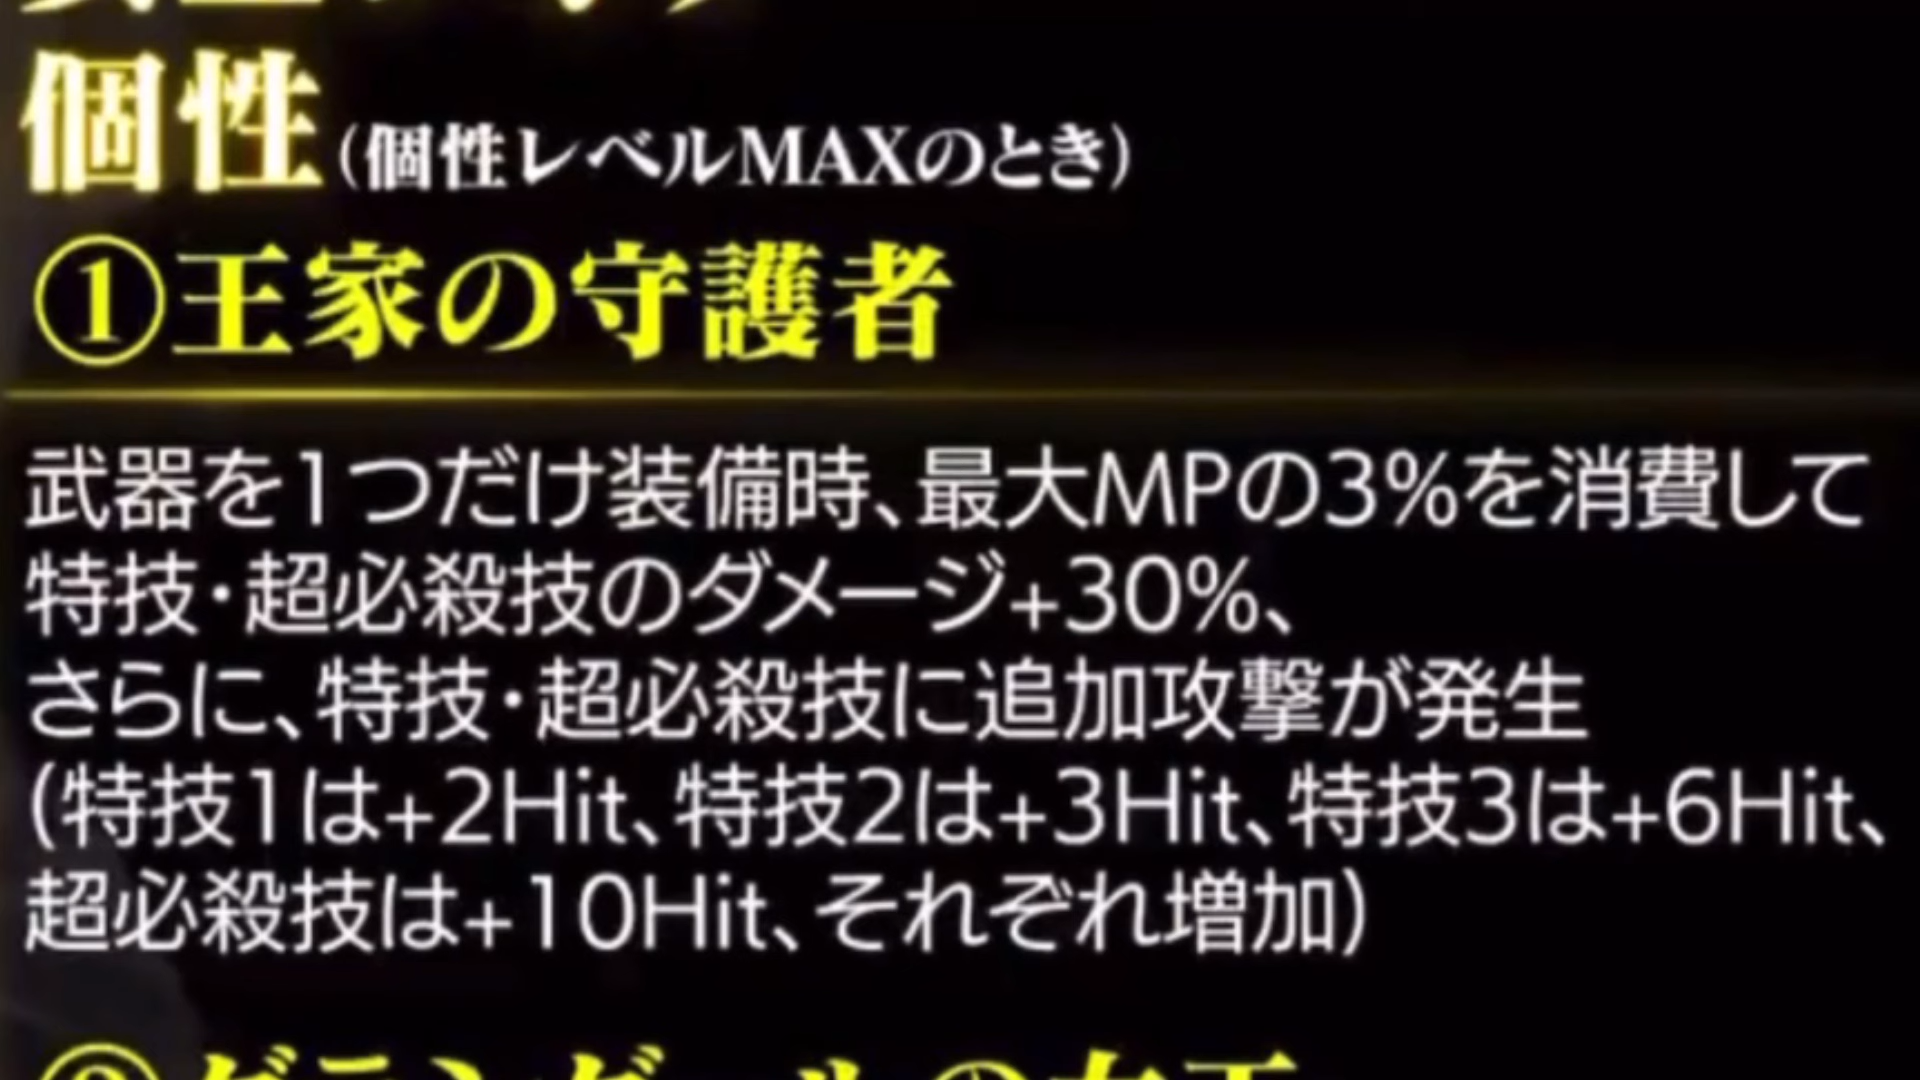 個性(個性レベルMAXのとき)
①王家の守護者
武器を1つだけ装備時、最大MPの3%を消費して
特技・超必殺技のダメージ+30%、
さらに、特技・超必殺技に追加攻撃が発生
(特技1は+2Hit、特技2は+3Hit、特技3は+6Hit、
超必殺技は+10Hit、それぞれ増加)